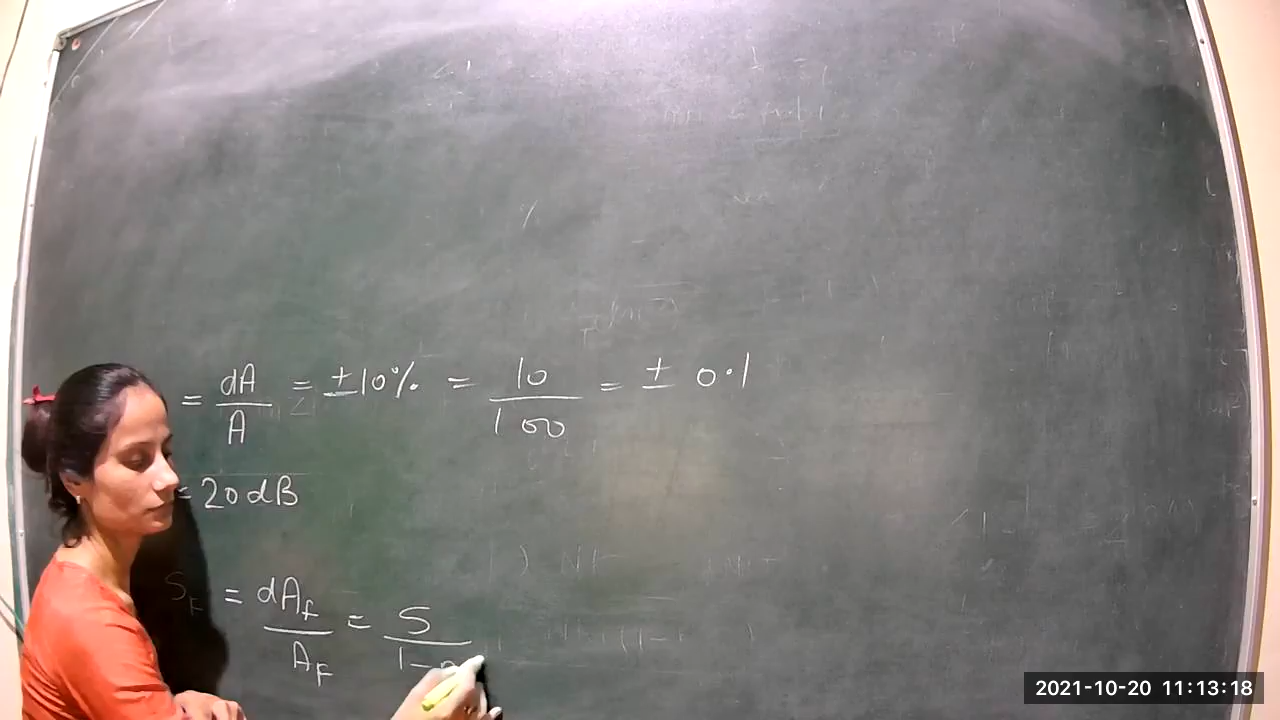 = dA/A = ±10% = 10/100 = ± 0.1
= 20 dB
S_F = dA_f/A_F = S/1-
2021-10-20 11:13:18